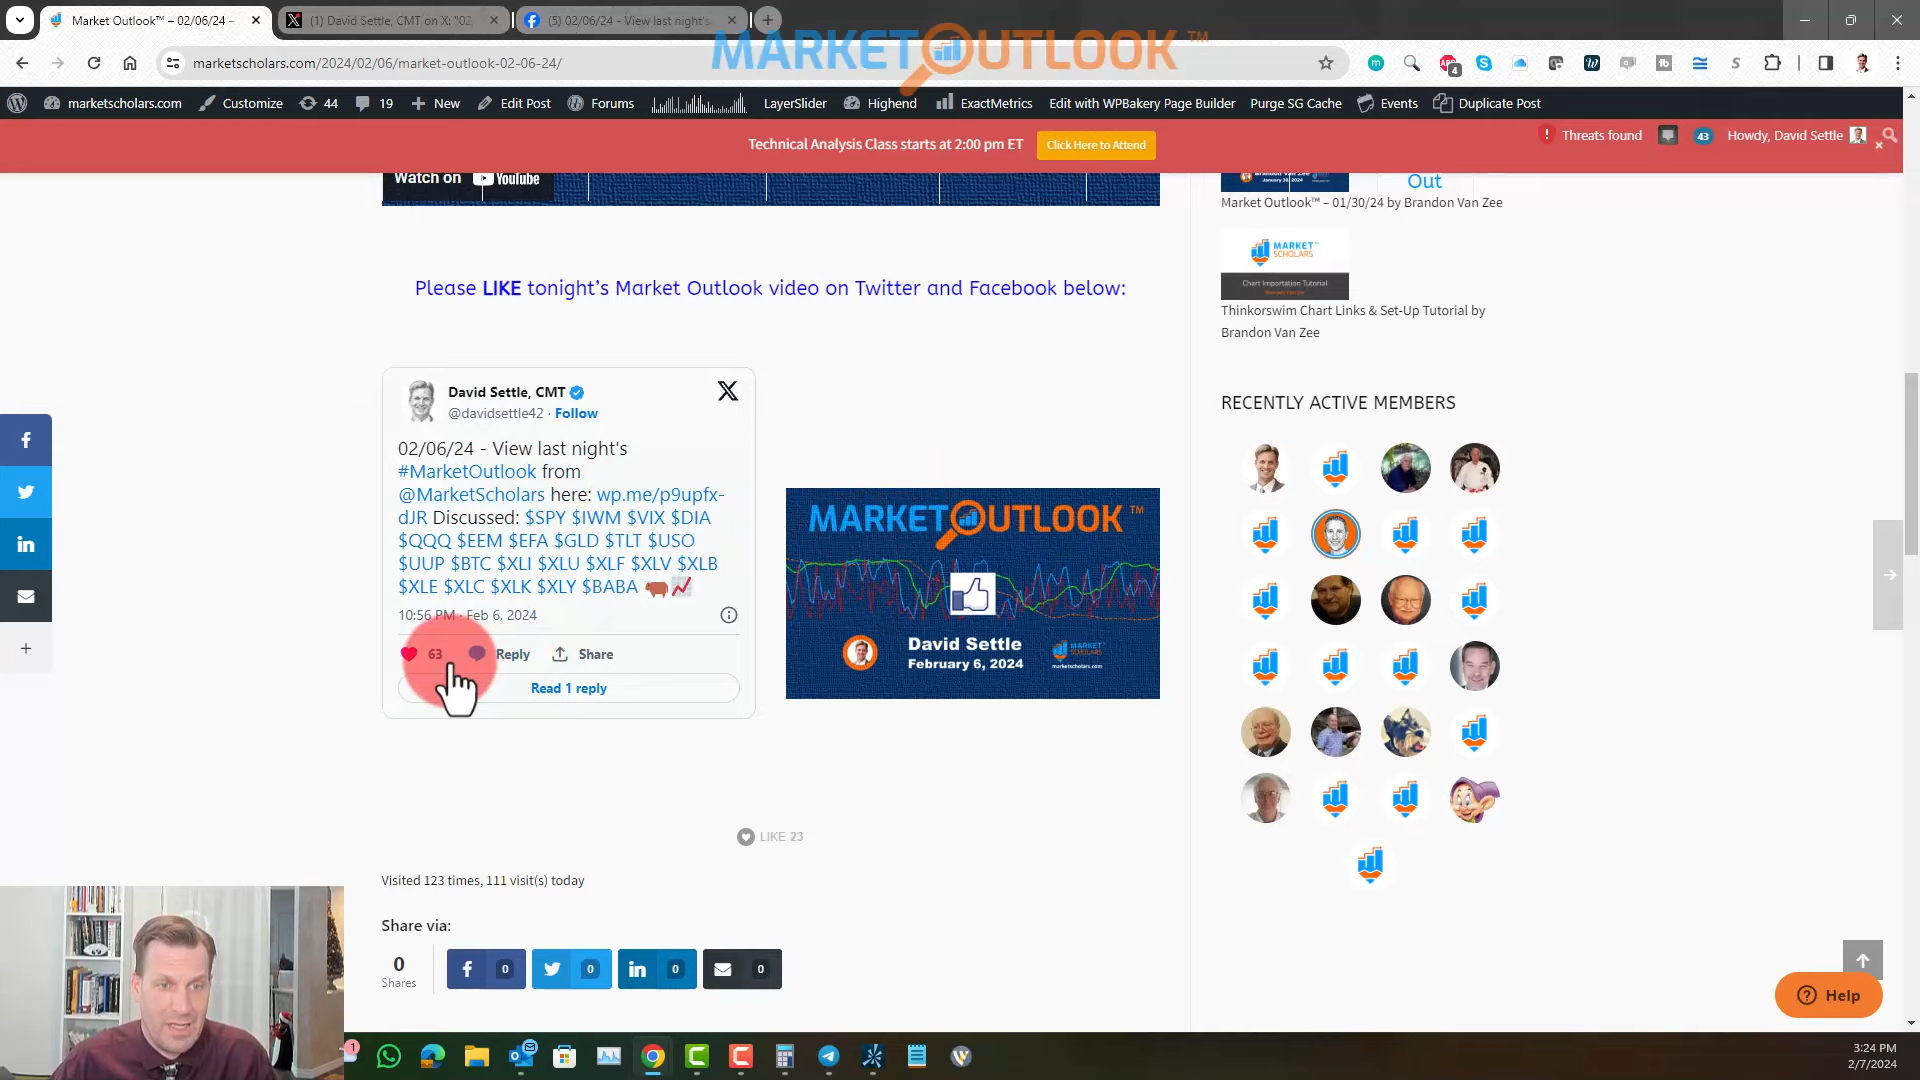 Market Outlook™ – 02/06/24 –
(1) David Settle, CMT on X: "02
(5) 02/06/24 - View last night's
MARKETOUTLOOK™
marketscholars.com/2024/02/06/market-outlook-02-06-24/
4
marketscholars.com
Customize
44
19
New
Edit Post
Forums
LayerSlider
Highend
ExactMetrics
Edit with WPBakery Page Builder
Purge SG Cache
Events
Duplicate Post
Technical Analysis Class starts at 2:00 pm ET
Click Here to Attend
Threats found
43
Howdy, David Settle
Watch on YouTube
Out
Market Outlook™ – 01/30/24 by Brandon Van Zee
MARKET SCHOLARS
Chart Importation Tutorial
Thinkorswim Chart Links & Set-Up Tutorial by
Brandon Van Zee
Please LIKE tonight's Market Outlook video on Twitter and Facebook below:
David Settle, CMT
@davidsettle42 · Follow
02/06/24 - View last night's
#MarketOutlook from
@MarketScholars here: wp.me/p9upfx-
dJR Discussed: $SPY $IWM $VIX $DIA
$QQQ $EEM $EFA $GLD $TLT $USO
$UUP $BTC $XLI $XLU $XLF $XLV $XLB
$XLE $XLC $XLK $XLY $BABA
10:56 PM · Feb 6, 2024
63
Reply
Share
Read 1 reply
MARKETOUTLOOK™
David Settle
February 6, 2024
marketscholars.com
RECENTLY ACTIVE MEMBERS
LIKE 23
Visited 123 times, 111 visit(s) today
Share via:
0
Shares
0
0
0
0
Help
1
3:24 PM
2/7/2024